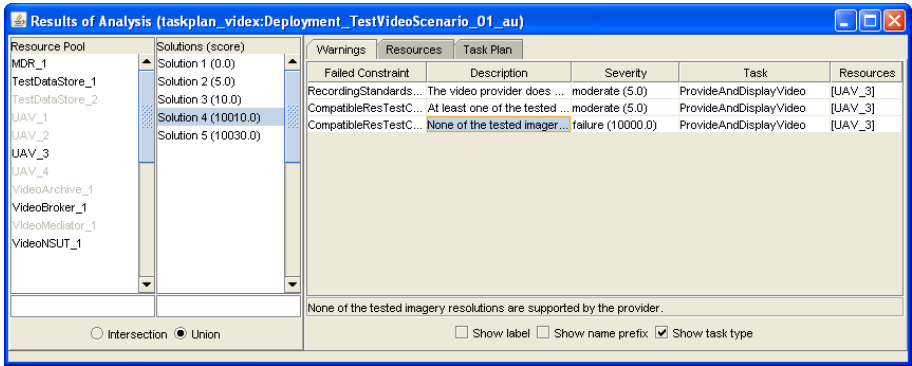 Results of Analysis (taskplan_videx:Deployment_TestVideoScenario_01_au)
Resource Pool
MDR_1
TestDataStore_1
TestDataStore_2
UAV_1
UAV_2
UAV_3
UAV_4
VideoArchive_1
VideoBroker_1
VideoMediator_1
VideoNSUT_1
Solutions (score)
Solution 1 (0.0)
Solution 2 (5.0)
Solution 3 (10.0)
Solution 4 (10010.0)
Solution 5 (10030.0)
Intersection Union
Warnings Resources Task Plan
Failed Constraint Description Severity Task Resources
RecordingStandards... The video provider does ... moderate (5.0) ProvideAndDisplayVideo [UAV_3]
CompatibleResTestC... At least one of the tested ... moderate (5.0) ProvideAndDisplayVideo [UAV_3]
CompatibleResTestC... None of the tested imager... failure (10000.0) ProvideAndDisplayVideo [UAV_3]
None of the tested imagery resolutions are supported by the provider.
Show label Show name prefix Show task type